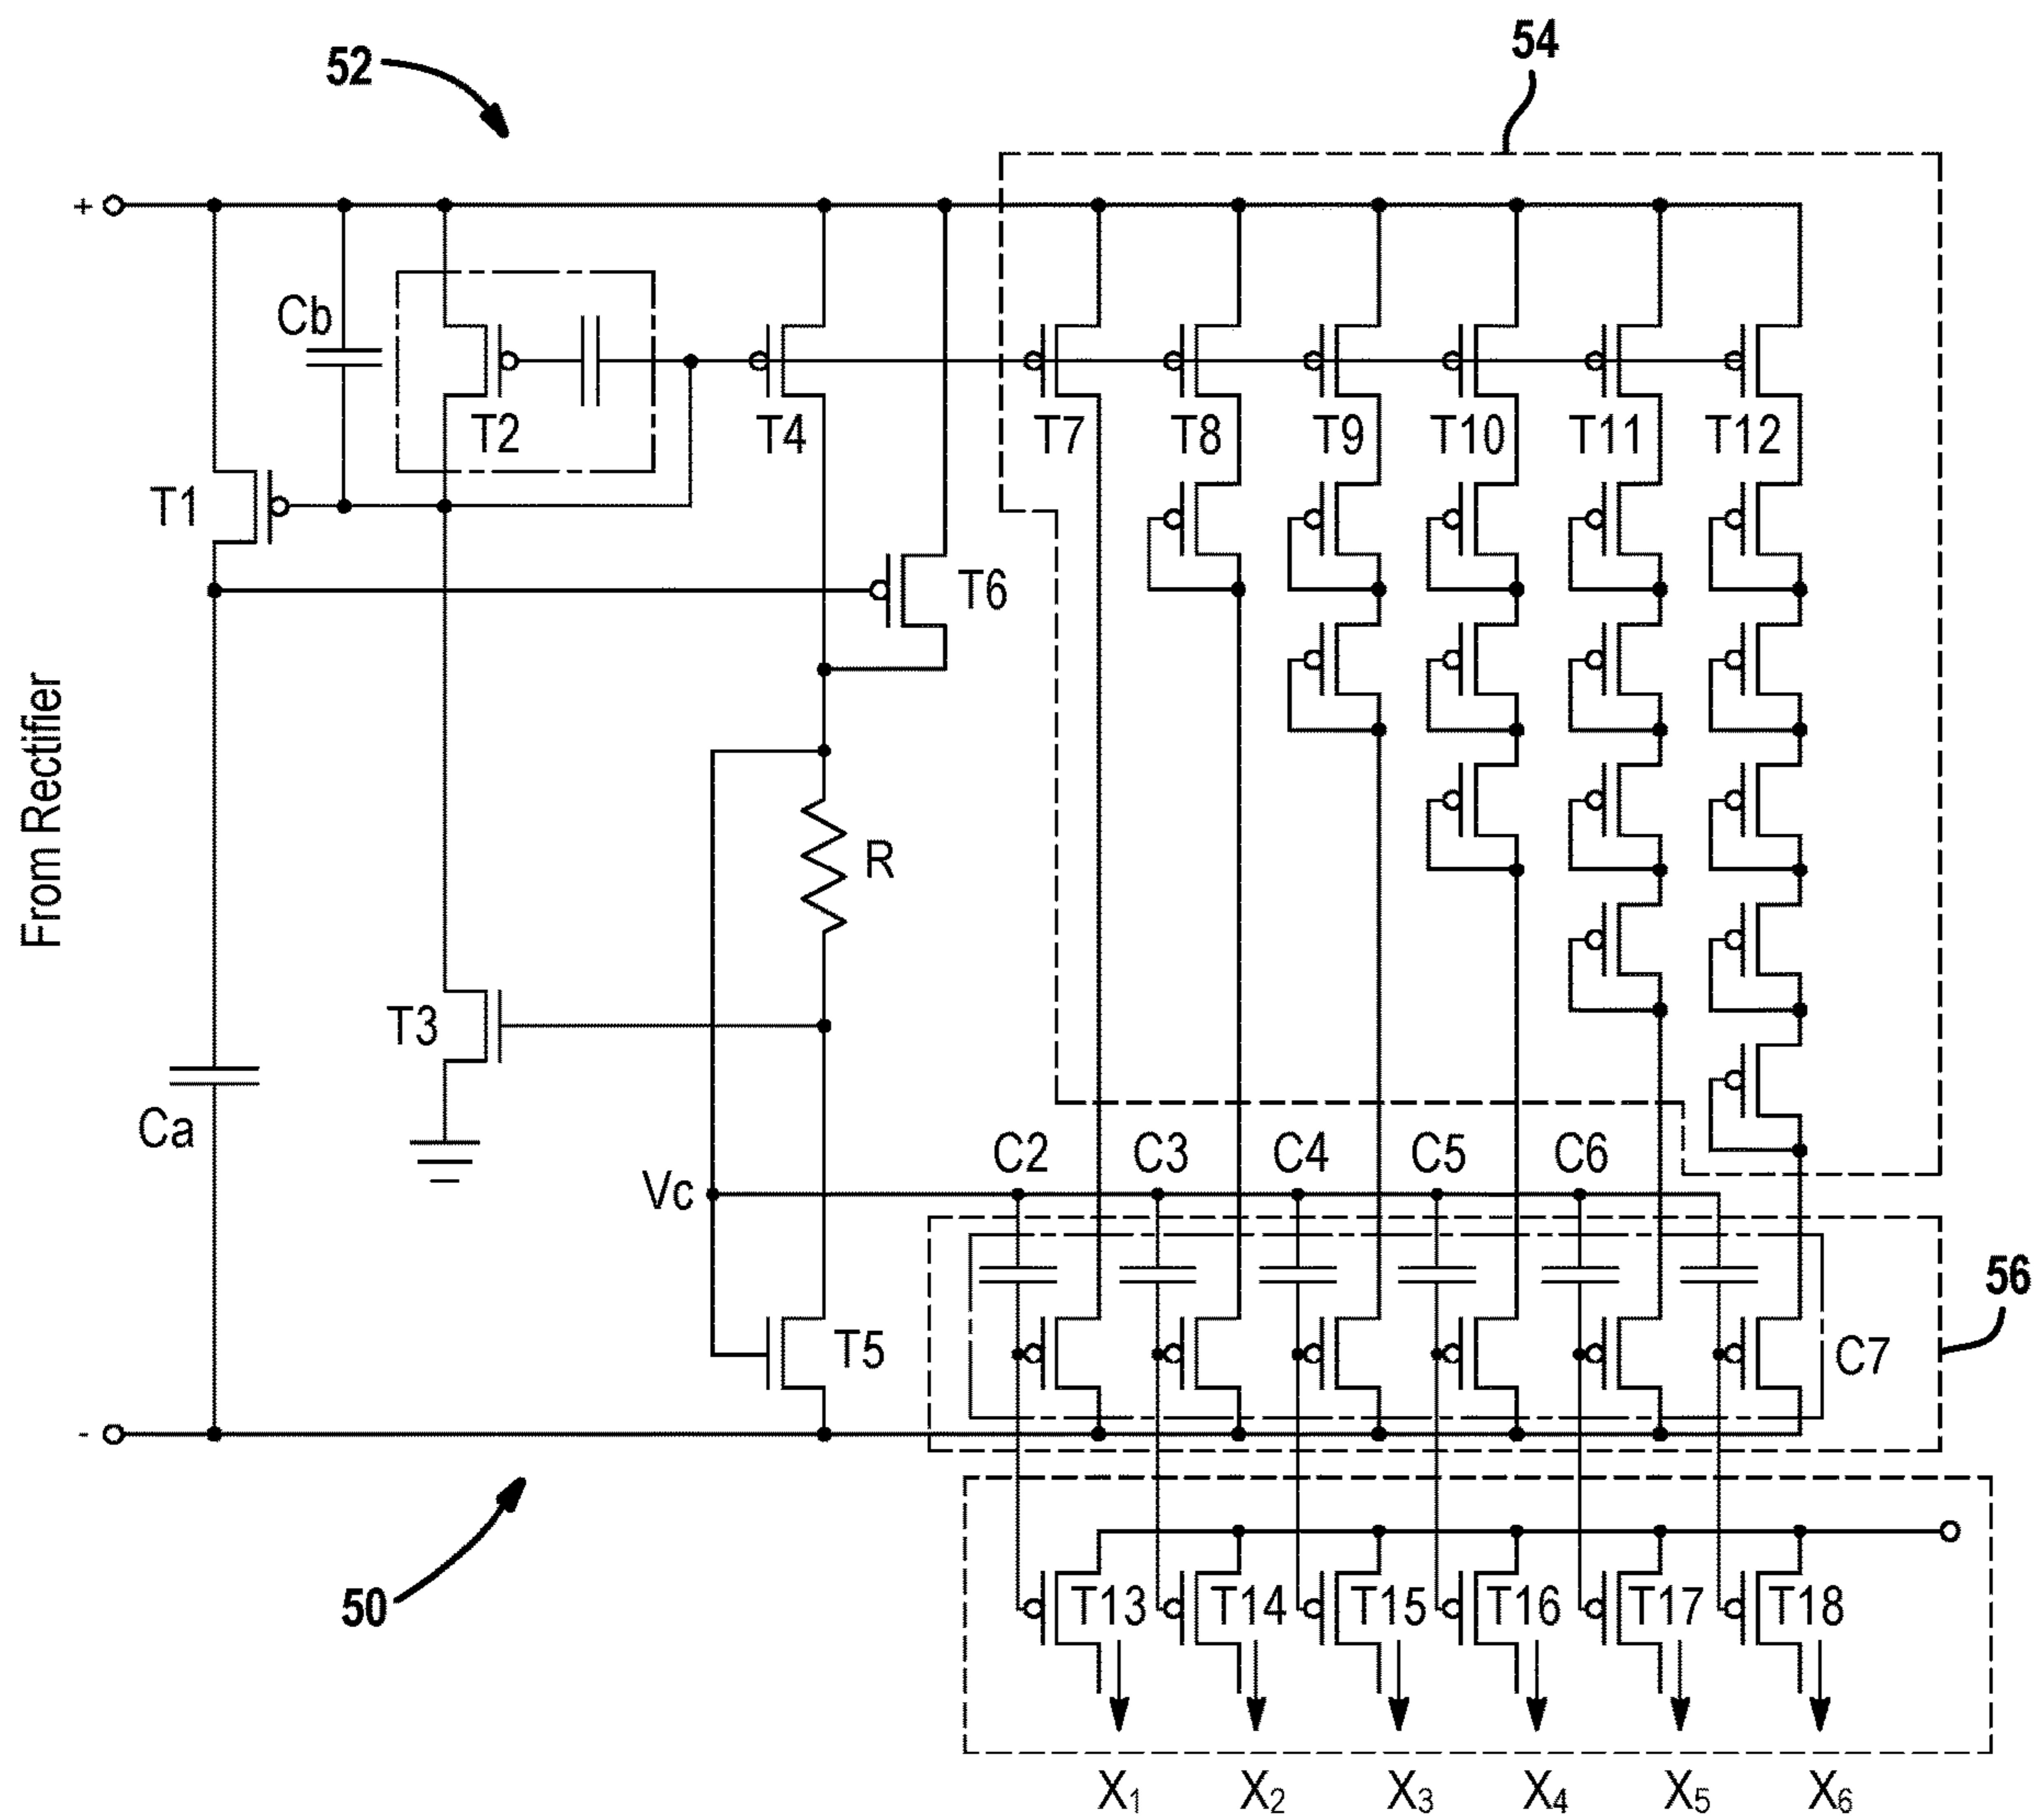 52
54
+
Cb
T2
T4
T7
T8
T9
T10
T11
T12
T1
T6
From Rectifier
R
T3
Ca
C2
C3
C4
C5
C6
Vc
56
T5
C7
-
50
T13
T14
T15
T16
T17
T18
X₁
X₂
X₃
X₄
X₅
X₆